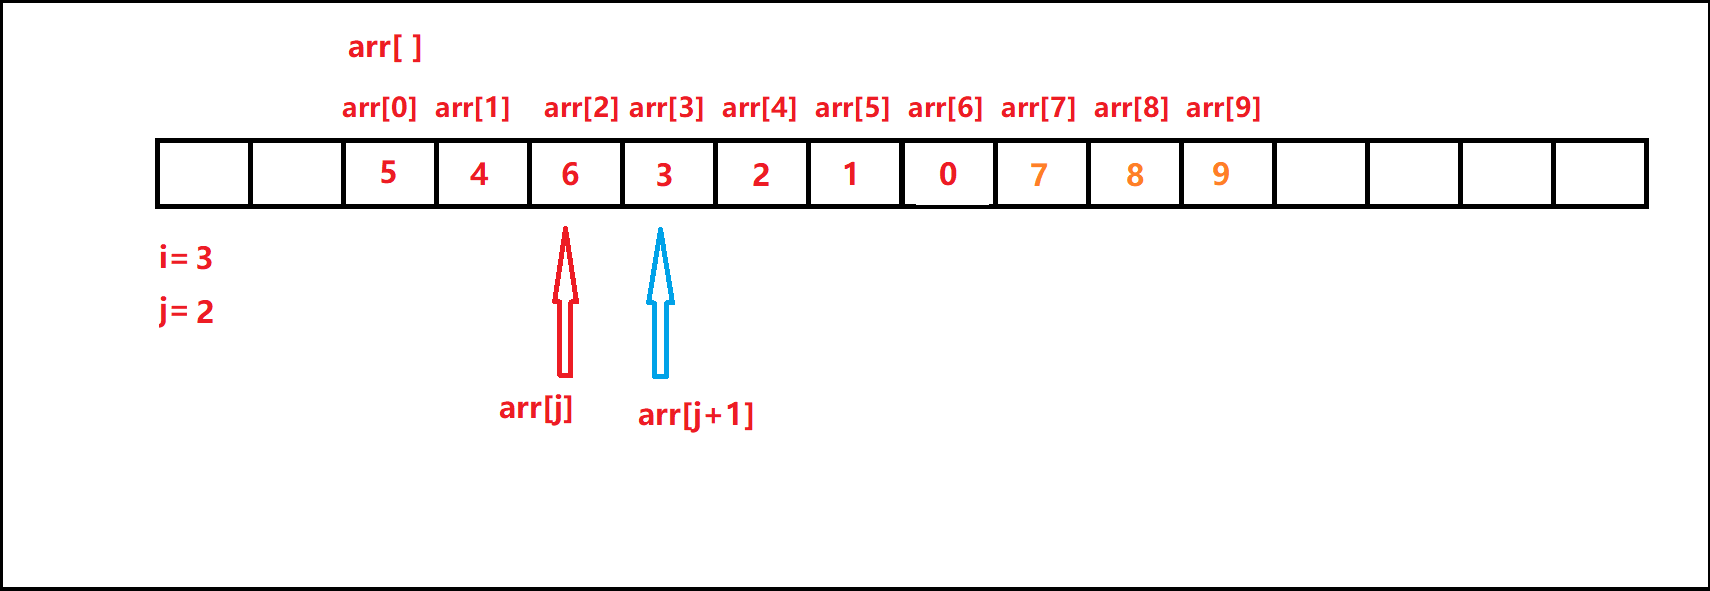 arr[ ]
arr[0] arr[1] arr[2] arr[3] arr[4] arr[5] arr[6] arr[7] arr[8] arr[9]
5 4 6 3 2 1 0 7 8 9
i= 3
j= 2
arr[j] arr[j+1]